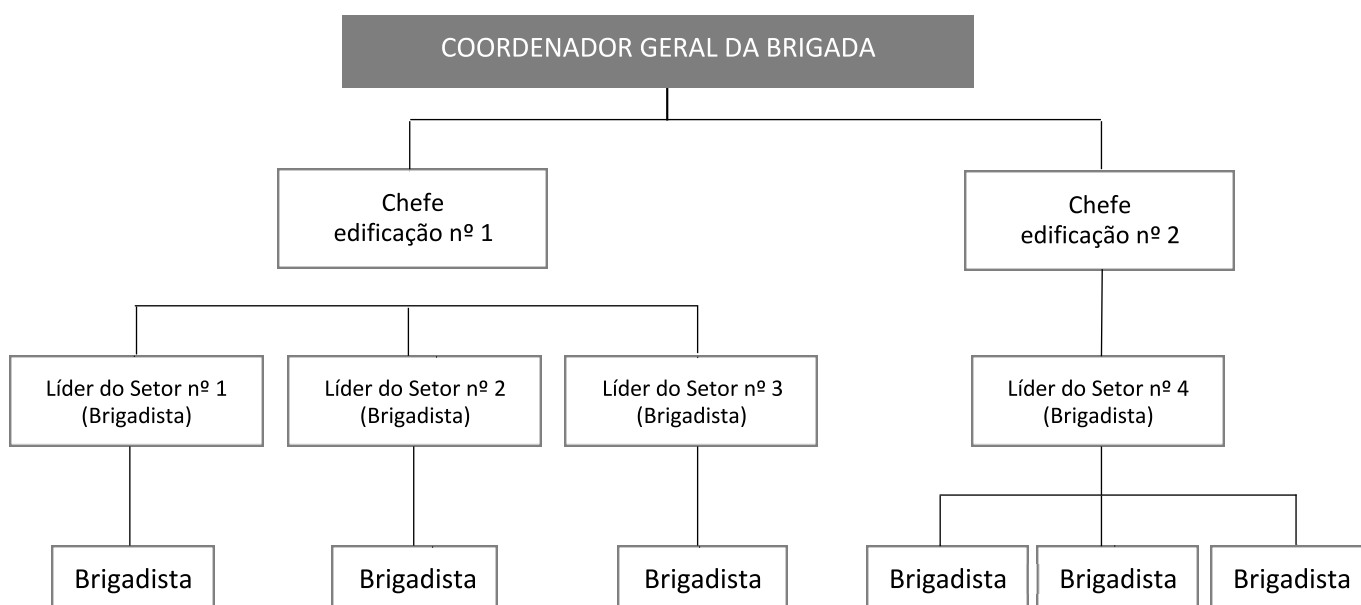 COORDENADOR GERAL DA BRIGADA
Chefe
edificação nº 1
Chefe
edificação nº 2
Líder do Setor nº 1
(Brigadista)
Líder do Setor nº 2
(Brigadista)
Líder do Setor nº 3
(Brigadista)
Líder do Setor nº 4
(Brigadista)
Brigadista
Brigadista
Brigadista
Brigadista
Brigadista
Brigadista